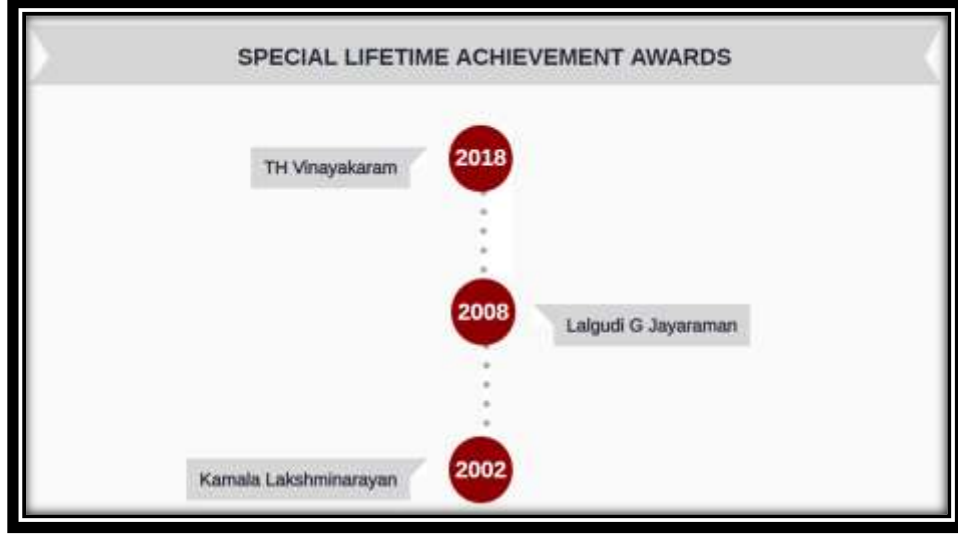 SPECIAL LIFETIME ACHIEVEMENT AWARDS
TH Vinayakaram
2018
2008
Lalgudi G Jayaraman
Kamala Lakshminarayan
2002